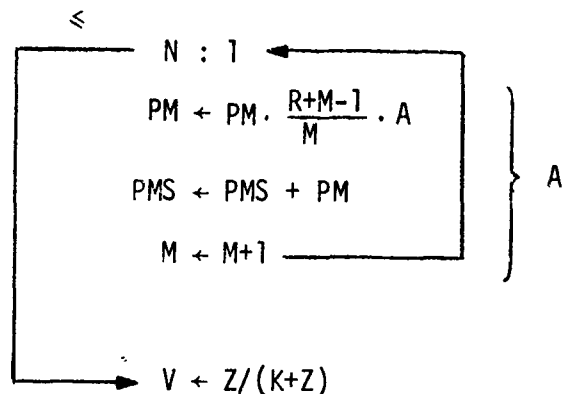 ≤
N : 1
PM ← PM · (R+M-1)/M · A
PMS ← PMS + PM
M ← M+1
A
V ← Z/(K+Z)